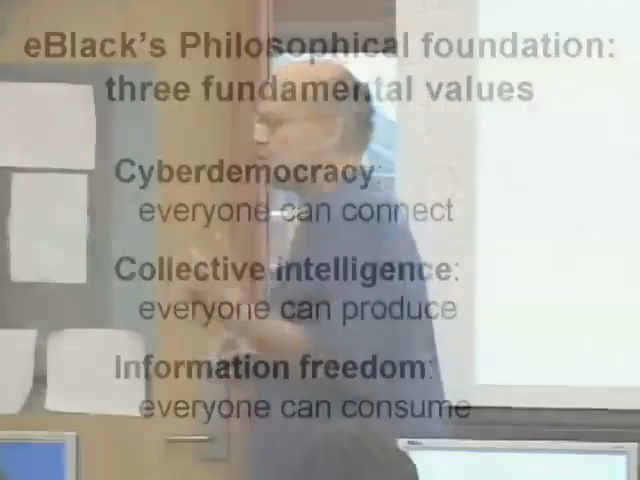 eBlack's Philosophical foundation:
three fundamental values
Cyberdemocracy:
everyone can connect
Collective intelligence:
everyone can produce
Information freedom:
everyone can consume
DELL